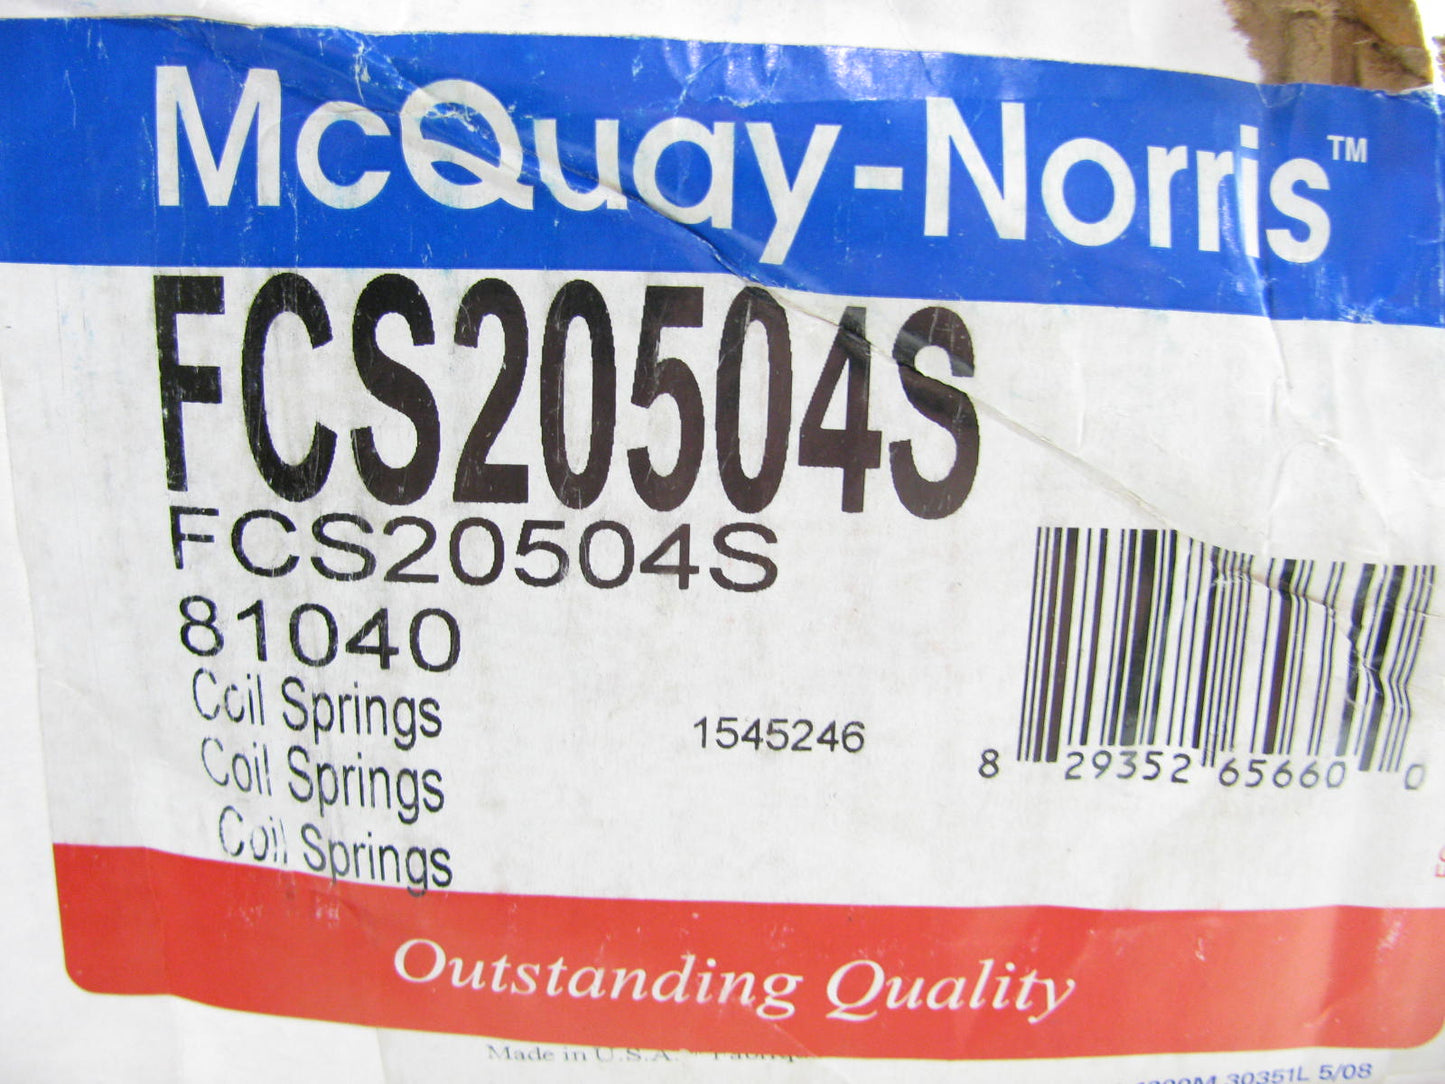 McQuay-Norris™
FCS20504S
FCS20504S
81040
Coil Springs
Coil Springs
Coil Springs
1545246
8 29352 65660 0
Outstanding Quality
Made in U.S.A.
30351L 5/08